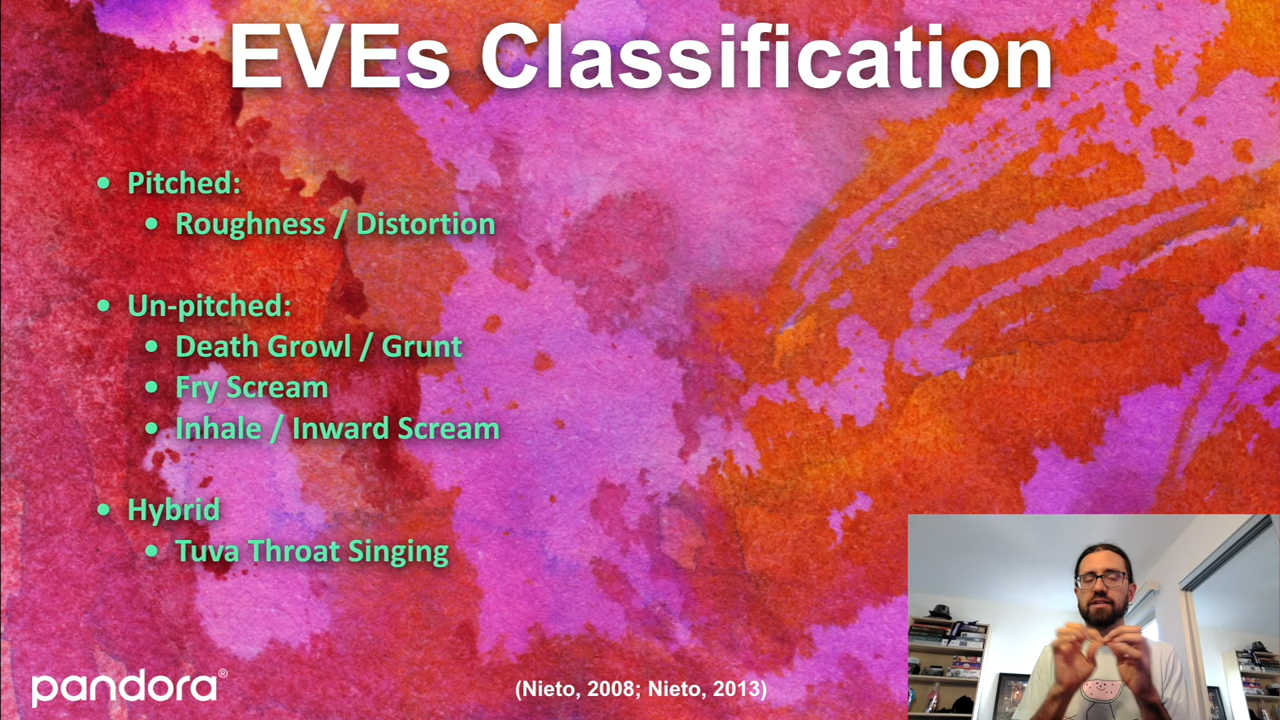 EVEs Classification
• Pitched:
• Roughness / Distortion
• Un-pitched:
• Death Growl / Grunt
• Fry Scream
• Inhale / Inward Scream
• Hybrid
• Tuva Throat Singing
pandora®
(Nieto, 2008; Nieto, 2013)